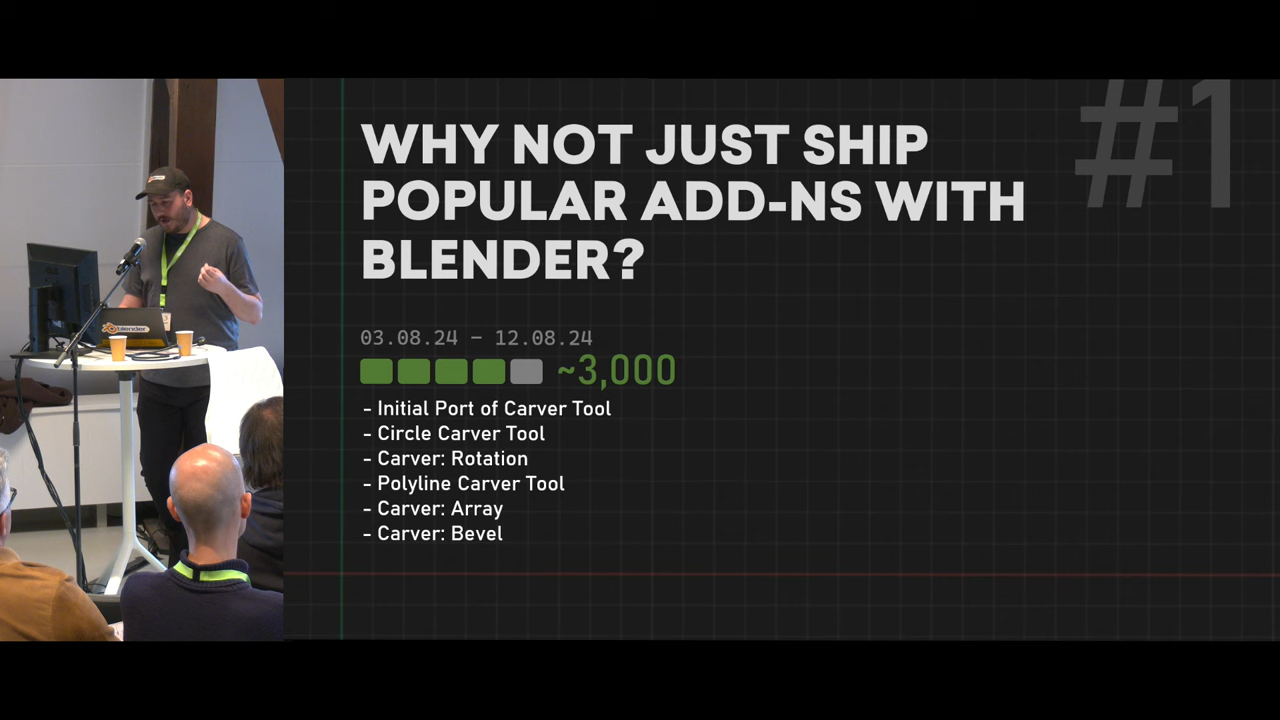 #1
WHY NOT JUST SHIP
POPULAR ADD-NS WITH
BLENDER?
03.08.24 – 12.08.24
~3,000
- Initial Port of Carver Tool
- Circle Carver Tool
- Carver: Rotation
- Polyline Carver Tool
- Carver: Array
- Carver: Bevel
blender